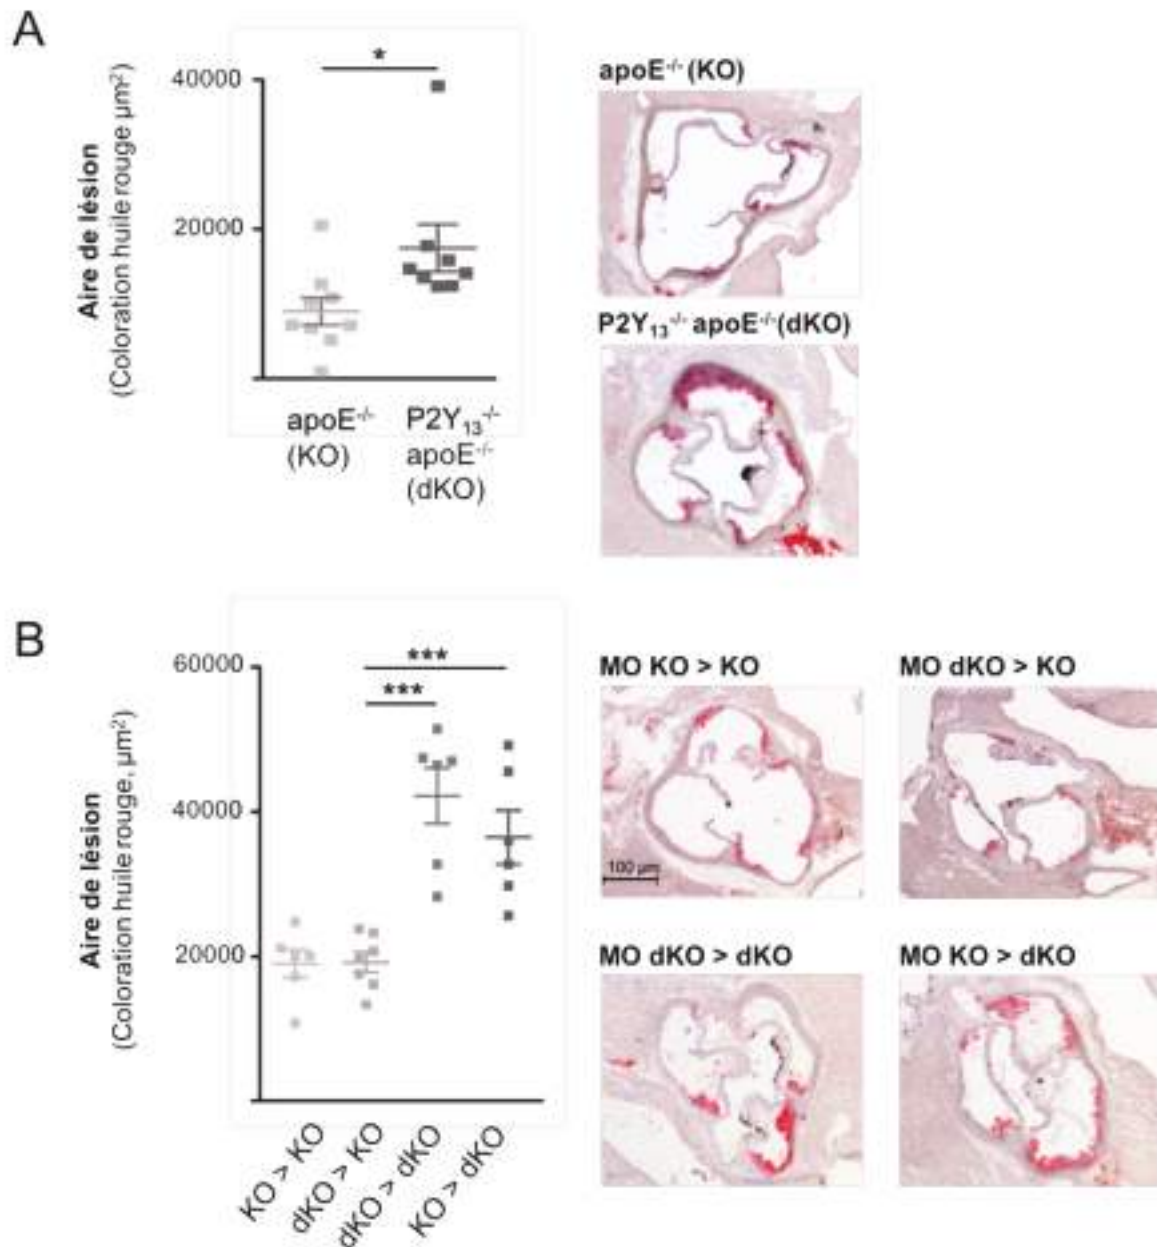 A
Aire de lésion
(Coloration huile rouge µm²)
40000
20000
*
apoE⁻/⁻
(KO)
P2Y₁₃⁻/⁻
apoE⁻/⁻
(dKO)
apoE⁻/⁻ (KO)
P2Y₁₃⁻/⁻ apoE⁻/⁻(dKO)
B
Aire de lésion
(Coloration huile rouge, µm²)
60000
40000
20000
***
***
KO > KO
dKO > KO
dKO > dKO
KO > dKO
MO KO > KO
MO dKO > KO
100 µm
MO dKO > dKO
MO KO > dKO